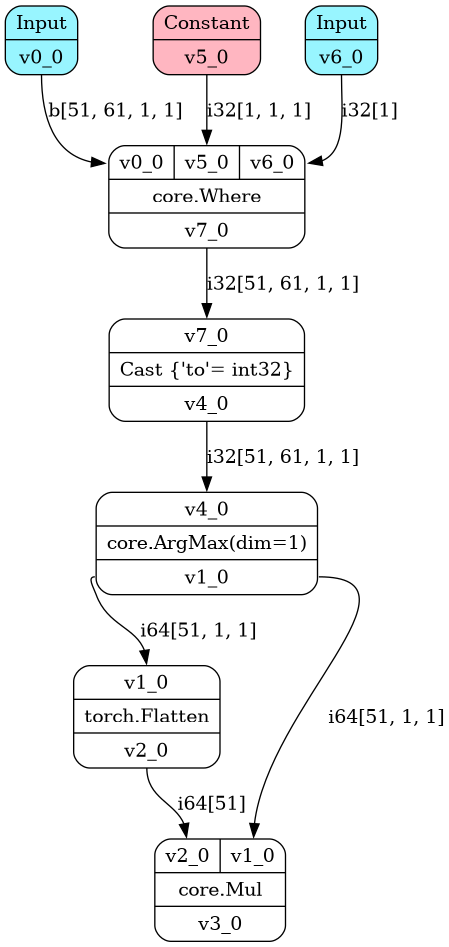 Input
v0_0
Constant
v5_0
Input
v6_0
b[51, 61, 1, 1]
i32[1, 1, 1]
i32[1]
v0_0 v5_0 v6_0
core.Where
v7_0
i32[51, 61, 1, 1]
v7_0
Cast {'to'= int32}
v4_0
i32[51, 61, 1, 1]
v4_0
core.ArgMax(dim=1)
v1_0
i64[51, 1, 1]
v1_0
torch.Flatten
v2_0
i64[51, 1, 1]
i64[51]
v2_0 v1_0
core.Mul
v3_0